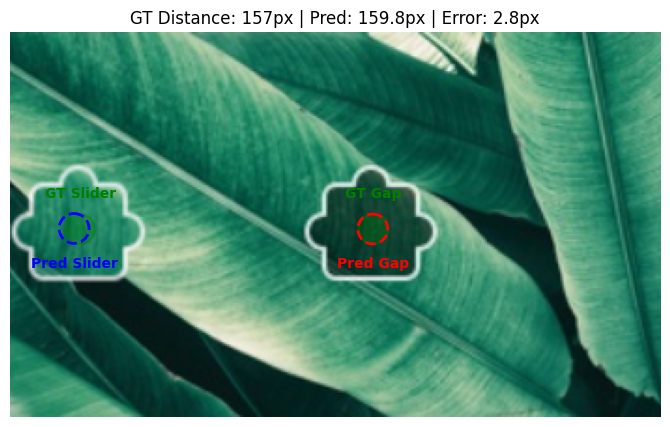 GT Distance: 157px | Pred: 159.8px | Error: 2.8px
GT Slider
GT Gap
Pred Slider
Pred Gap